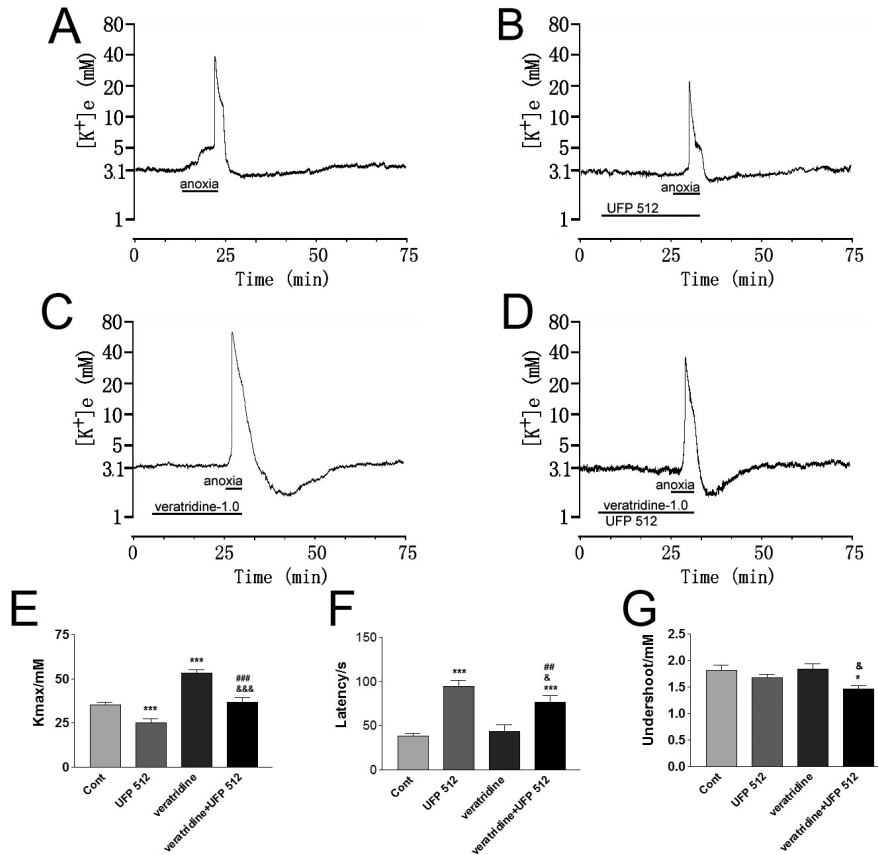 A
[K+]e (mM)
80
40
20
10
5
3.1
1
anoxia
0
25
50
75
Time (min)
B
[K+]e (mM)
80
40
20
10
5
3.1
1
anoxia
UFP 512
0
25
50
75
Time (min)
C
[K+]e (mM)
80
40
20
10
5
3.1
1
anoxia
veratridine-1.0
0
25
50
75
Time (min)
D
[K+]e (mM)
80
40
20
10
5
3.1
1
anoxia
veratridine-1.0
UFP 512
0
25
50
75
Time (min)
E
Kmax/mM
75
50
25
0
***
***
###
&&&
Cont
UFP 512
veratridine
veratridine+UFP 512
F
Latency/s
150
100
50
0
***
##
&
***
Cont
UFP 512
veratridine
veratridine+UFP 512
G
Undershoot/mM
2.5
2.0
1.5
1.0
0.5
0.0
&
*
Cont
UFP 512
veratridine
veratridine+UFP 512